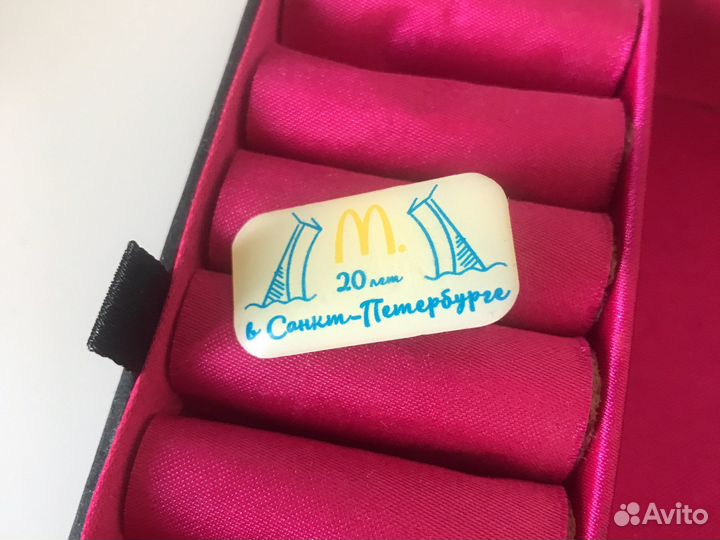 M.
20 лет
в Санкт-Петербурге
Avito